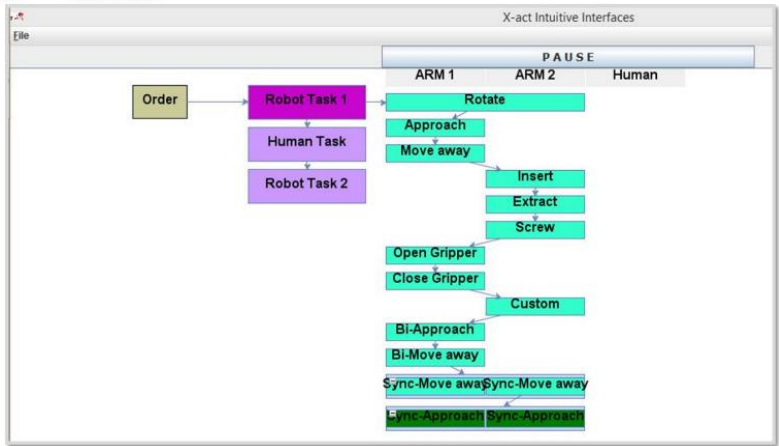 X-act Intuitive Interfaces
File
PAUSE
ARM 1 ARM 2 Human
Order Robot Task 1 Rotate
Human Task
Robot Task 2
Approach
Move away
Insert
Extract
Screw
Open Gripper
Close Gripper
Custom
Bi-Approach
Bi-Move away
Sync-Move away Sync-Move away
Sync-Approach Sync-Approach